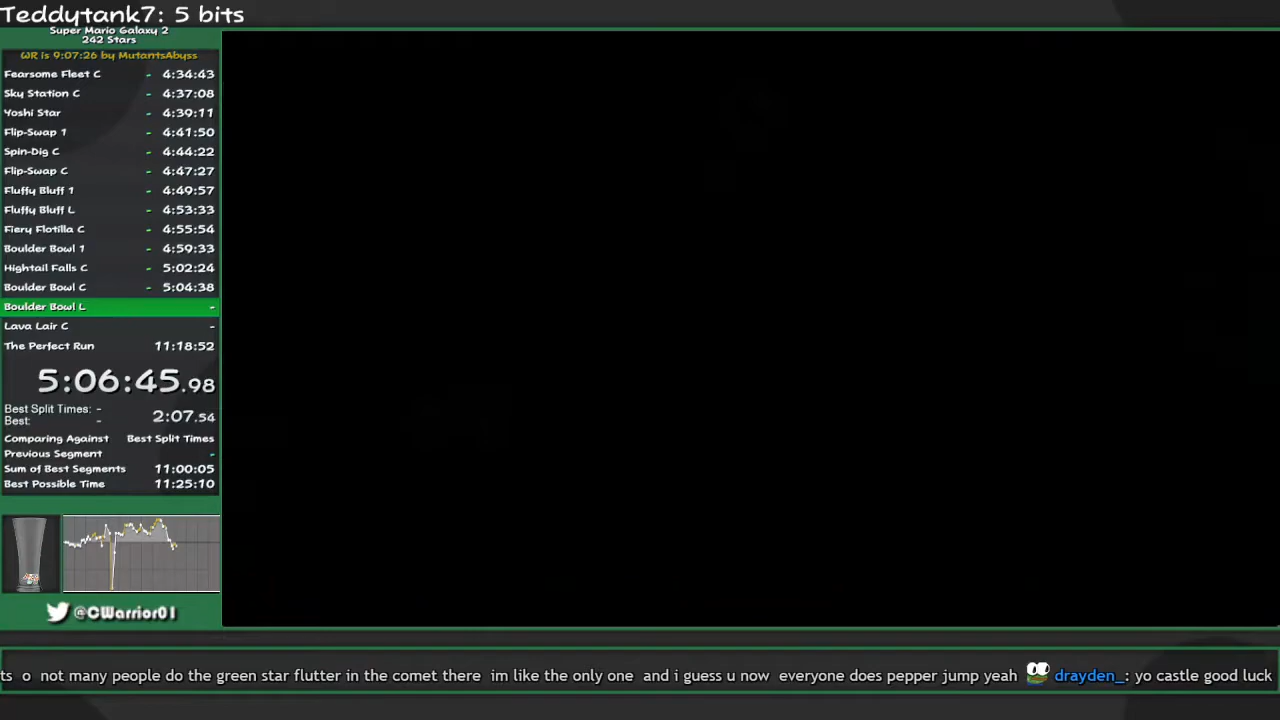 Teddytank7: 5 bits
Super Mario Galaxy 2
242 Stars
WR is 9:07:26 by MutantsAbyss
Fearsome Fleet C - 4:34:43
Sky Station C - 4:37:08
Yoshi Star - 4:39:11
Flip-Swap 1 - 4:41:50
Spin-Dig C - 4:44:22
Flip-Swap C - 4:47:27
Fluffy Bluff 1 - 4:49:57
Fluffy Bluff L - 4:53:33
Fiery Flotilla C - 4:55:54
Boulder Bowl 1 - 4:59:33
Hightail Falls C - 5:02:24
Boulder Bowl C - 5:04:38
Boulder Bowl L -
Lava Lair C -
The Perfect Run 11:18:52
5:06:45.98
Best Split Times: -
Best: - 2:07.54
Comparing Against Best Split Times
Previous Segment -
Sum of Best Segments 11:00:05
Best Possible Time 11:25:10
@CWarrior01
ts o not many people do the green star flutter in the comet there im like the only one and i guess u now everyone does pepper jump yeah drayden_: yo castle good luck